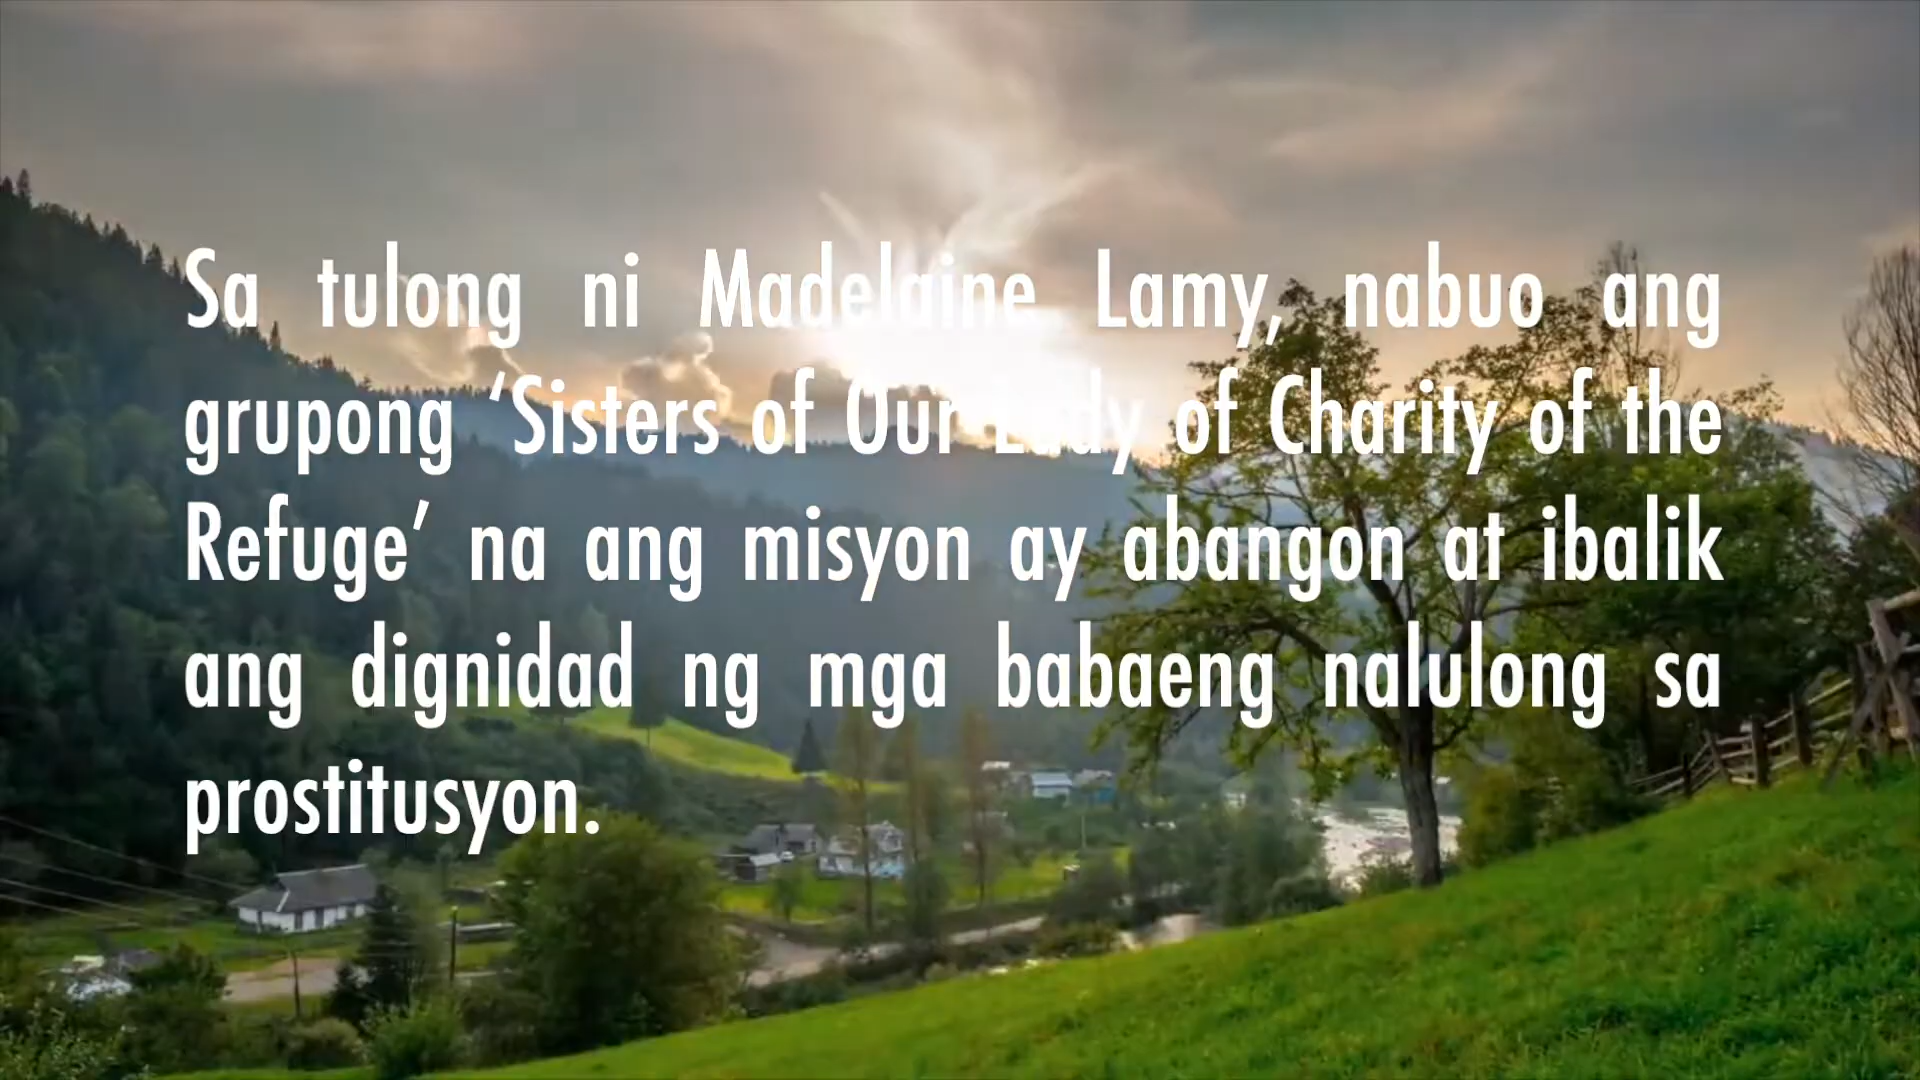 Sa tulong ni Madelaine Lamy, nabuo ang
grupong ‘Sisters of Our Lady of Charity of the
Refuge’ na ang misyon ay abangon at ibalik
ang dignidad ng mga babaeng nalulong sa
prostitusyon.